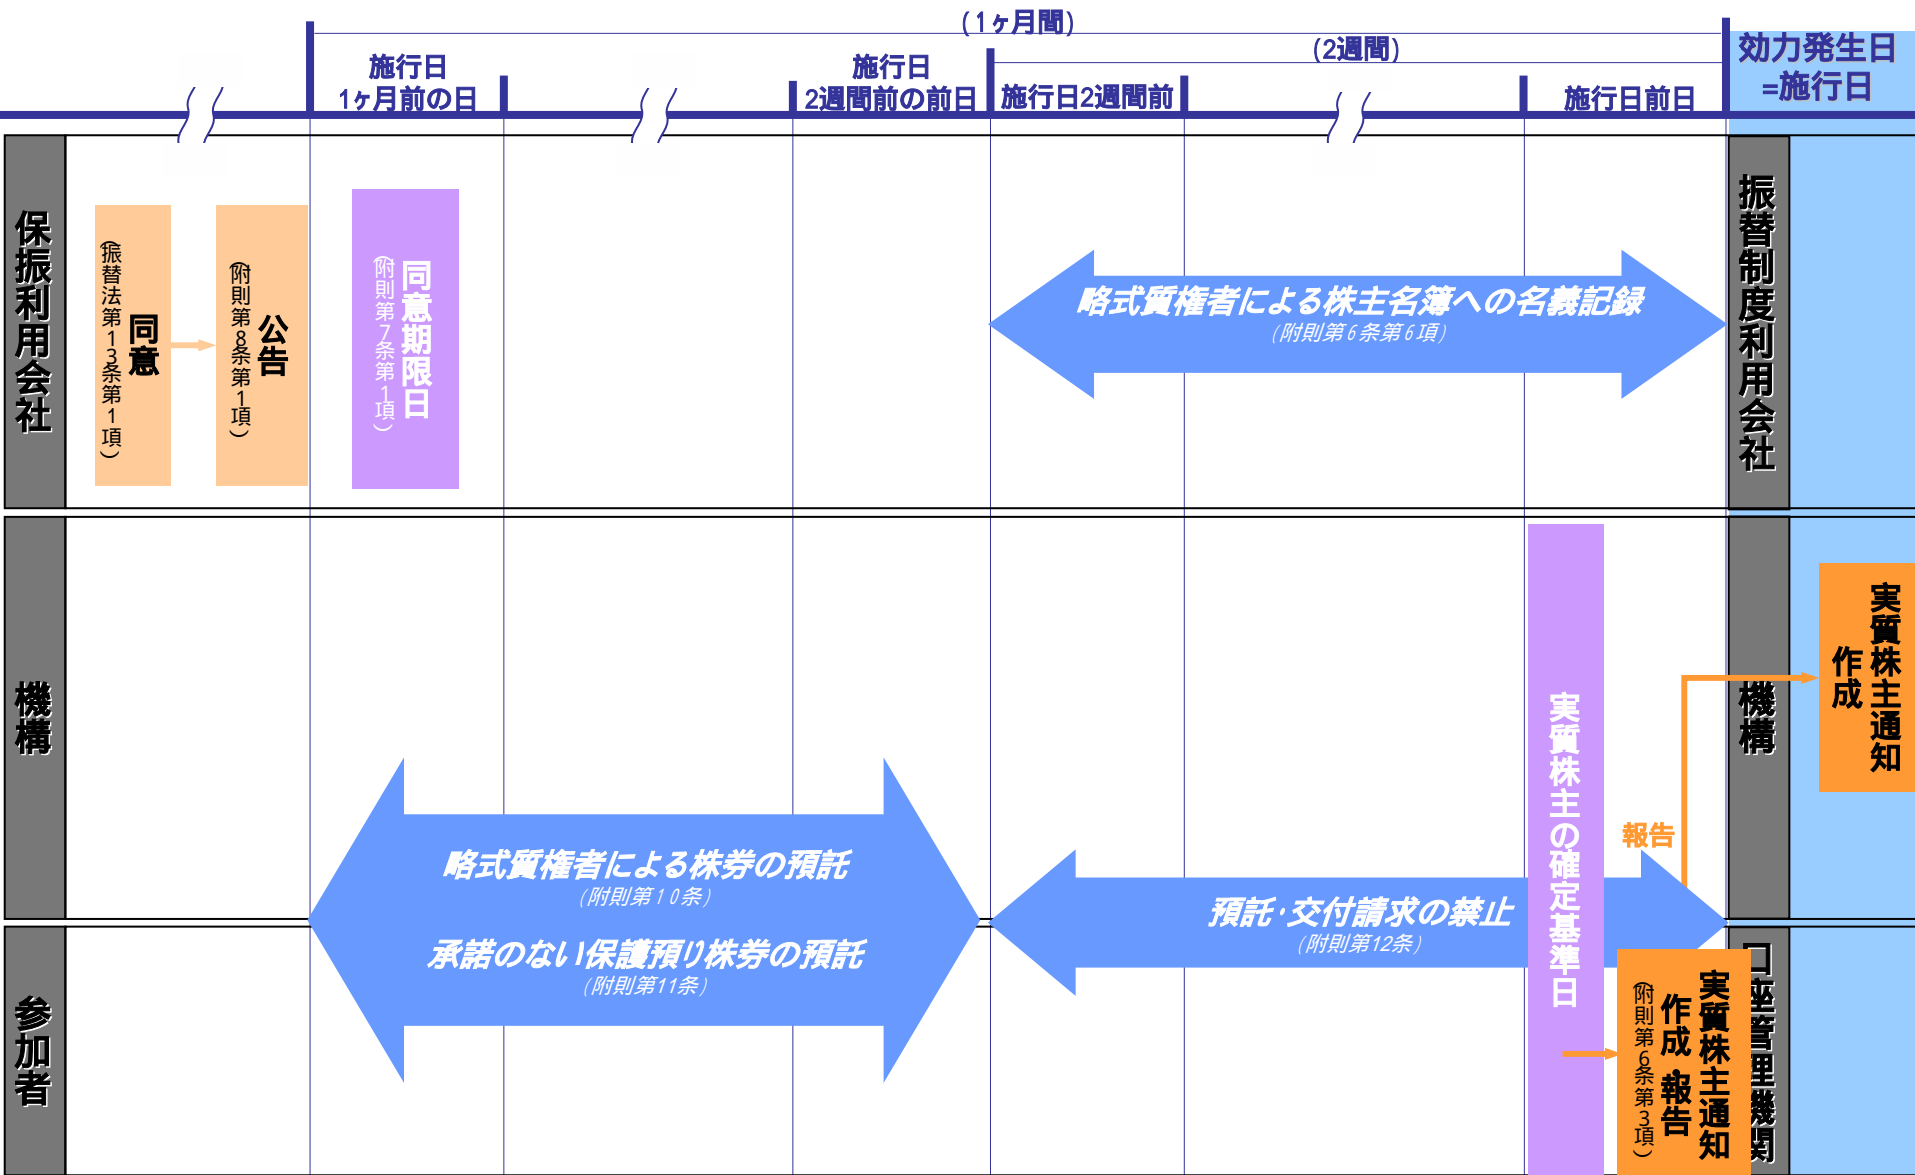 (1ヶ月間)
(2週間)
施行日
1ヶ月前の日
施行日
2週間前の前日
施行日2週間前
施行日前日
効力発生日
=施行日
保振利用会社
同意
(振替法第13条第1項)
公告
(附則第8条第1項)
同意期限日
(附則第7条第1項)
略式質権者による株主名簿への名義記録
(附則第6条第6項)
振替制度利用会社
機構
実質株主の確定基準日
報告
機構
実質株主通知
作成
略式質権者による株券の預託
(附則第10条)
承諾のない保護預り株券の預託
(附則第11条)
預託・交付請求の禁止
(附則第12条)
参加者
実質株主通知
作成・報告
(附則第6条第3項)
口座管理機関